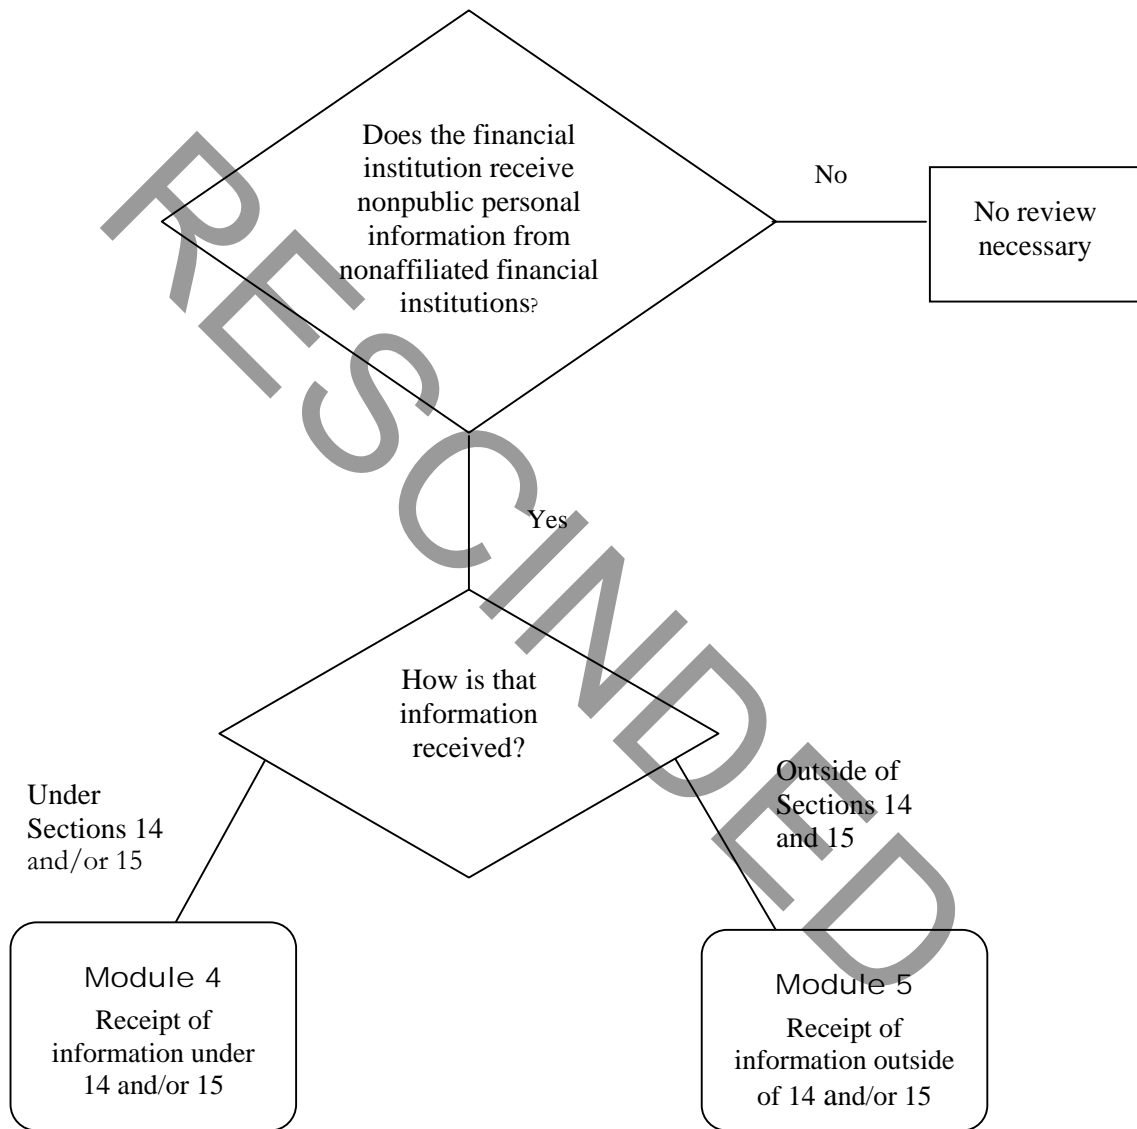 Does the financial
institution receive
nonpublic personal
information from
nonaffiliated financial
institutions?
No
No review
necessary
RESCINDED
Yes
How is that
information
received?
Under
Sections 14
and/or 15
Outside of
Sections 14
and 15
Module 4
Receipt of
information under
14 and/or 15
Module 5
Receipt of
information outside
of 14 and/or 15